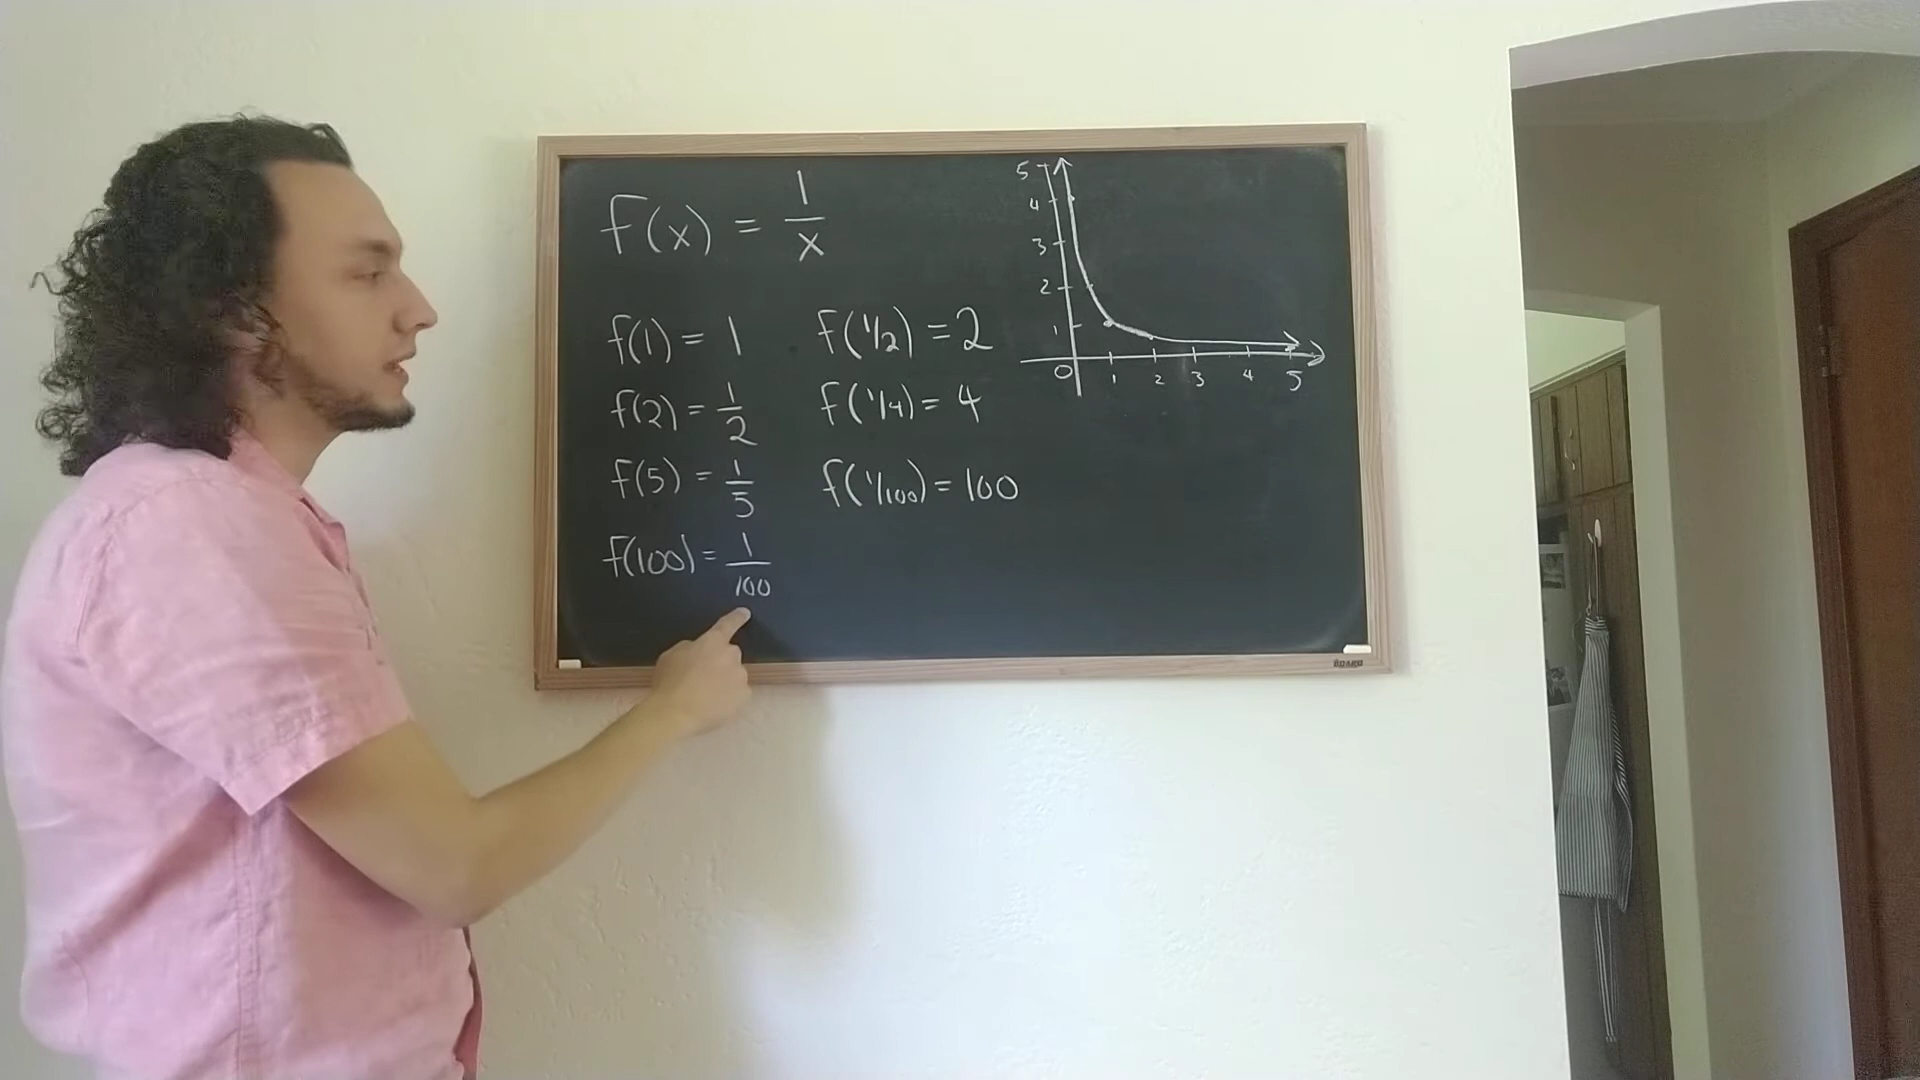 f(x) = 1/x
f(1) = 1
f(2) = 1/2
f(5) = 1/5
f(100) = 1/100
f(1/2) = 2
f(1/4) = 4
f(1/100) = 100
5
4
3
2
1
0 1 2 3 4 5
BOARD